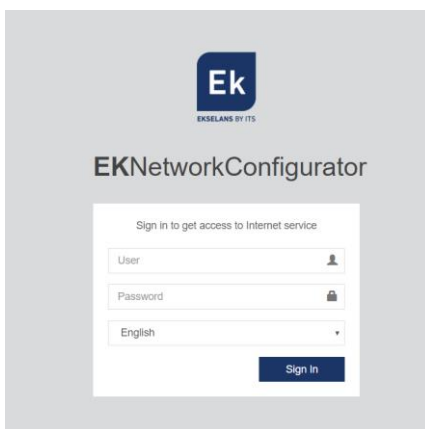 Ek
EKSELANS BY ITS
EKNetworkConfigurator
Sign in to get access to Internet service
User
Password
English
Sign In